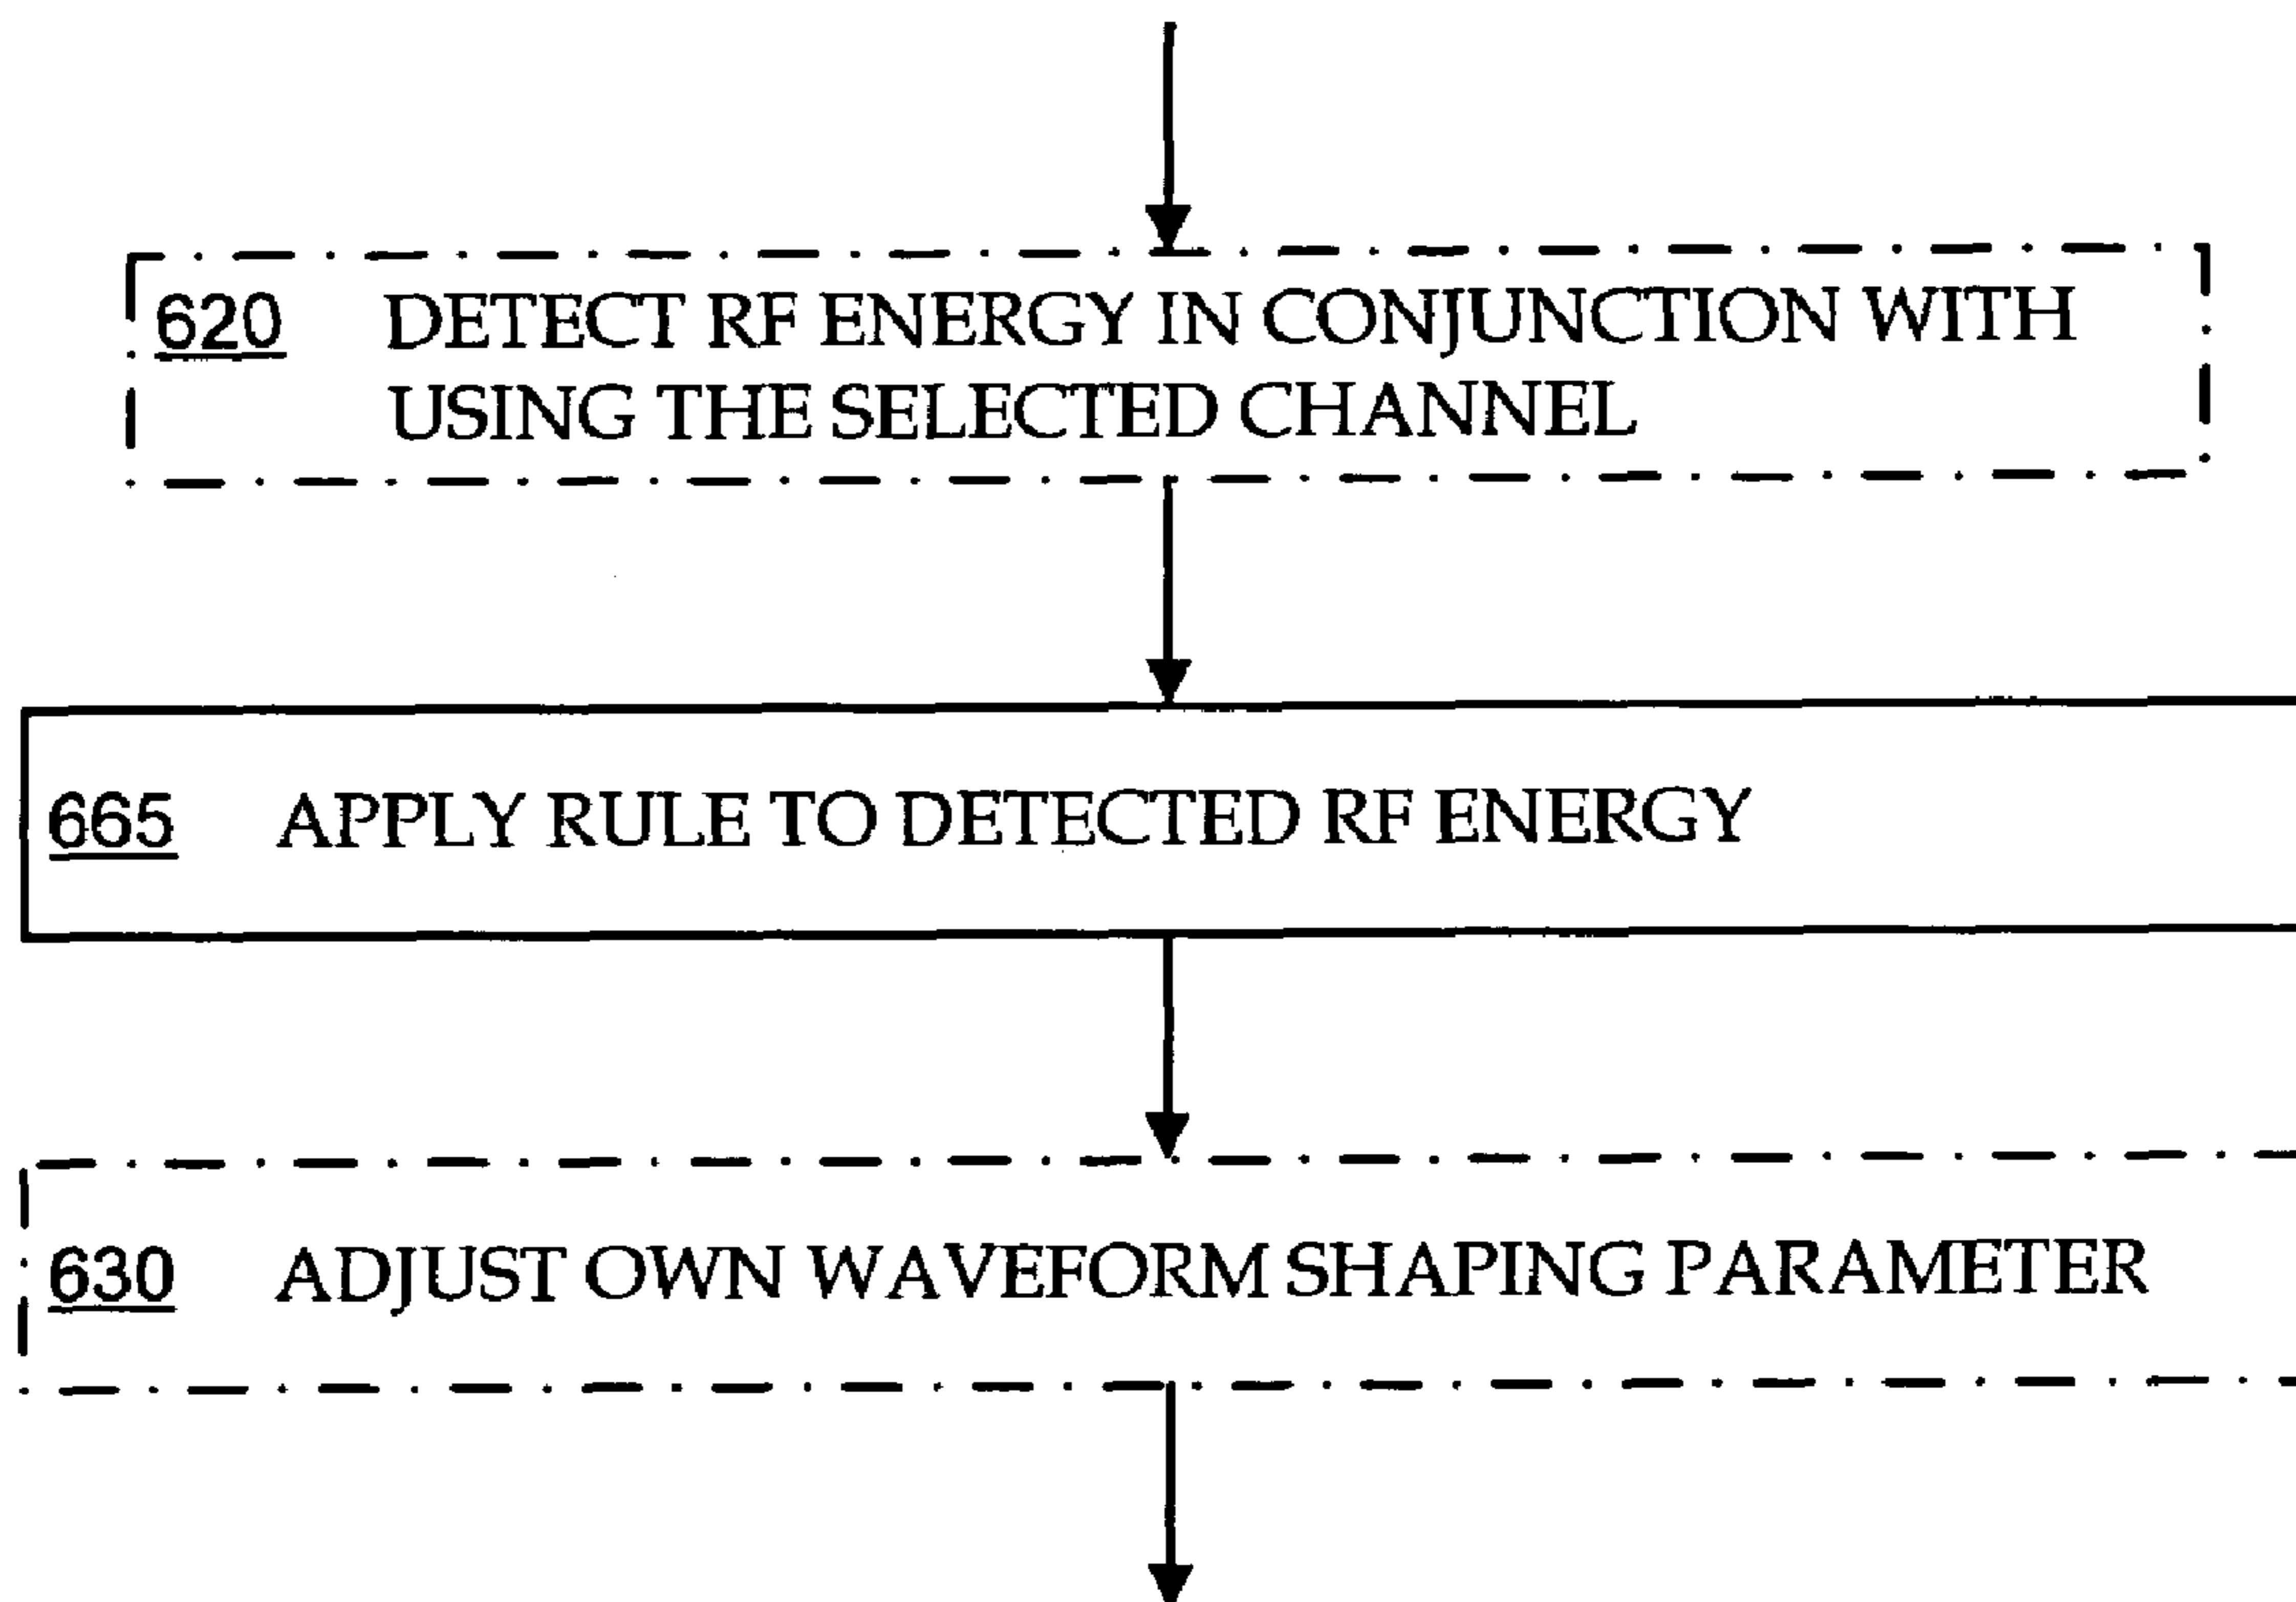 620 DETECT RF ENERGY IN CONJUNCTION WITH
USING THE SELECTED CHANNEL
665 APPLY RULE TO DETECTED RF ENERGY
630 ADJUST OWN WAVEFORM SHAPING PARAMETER